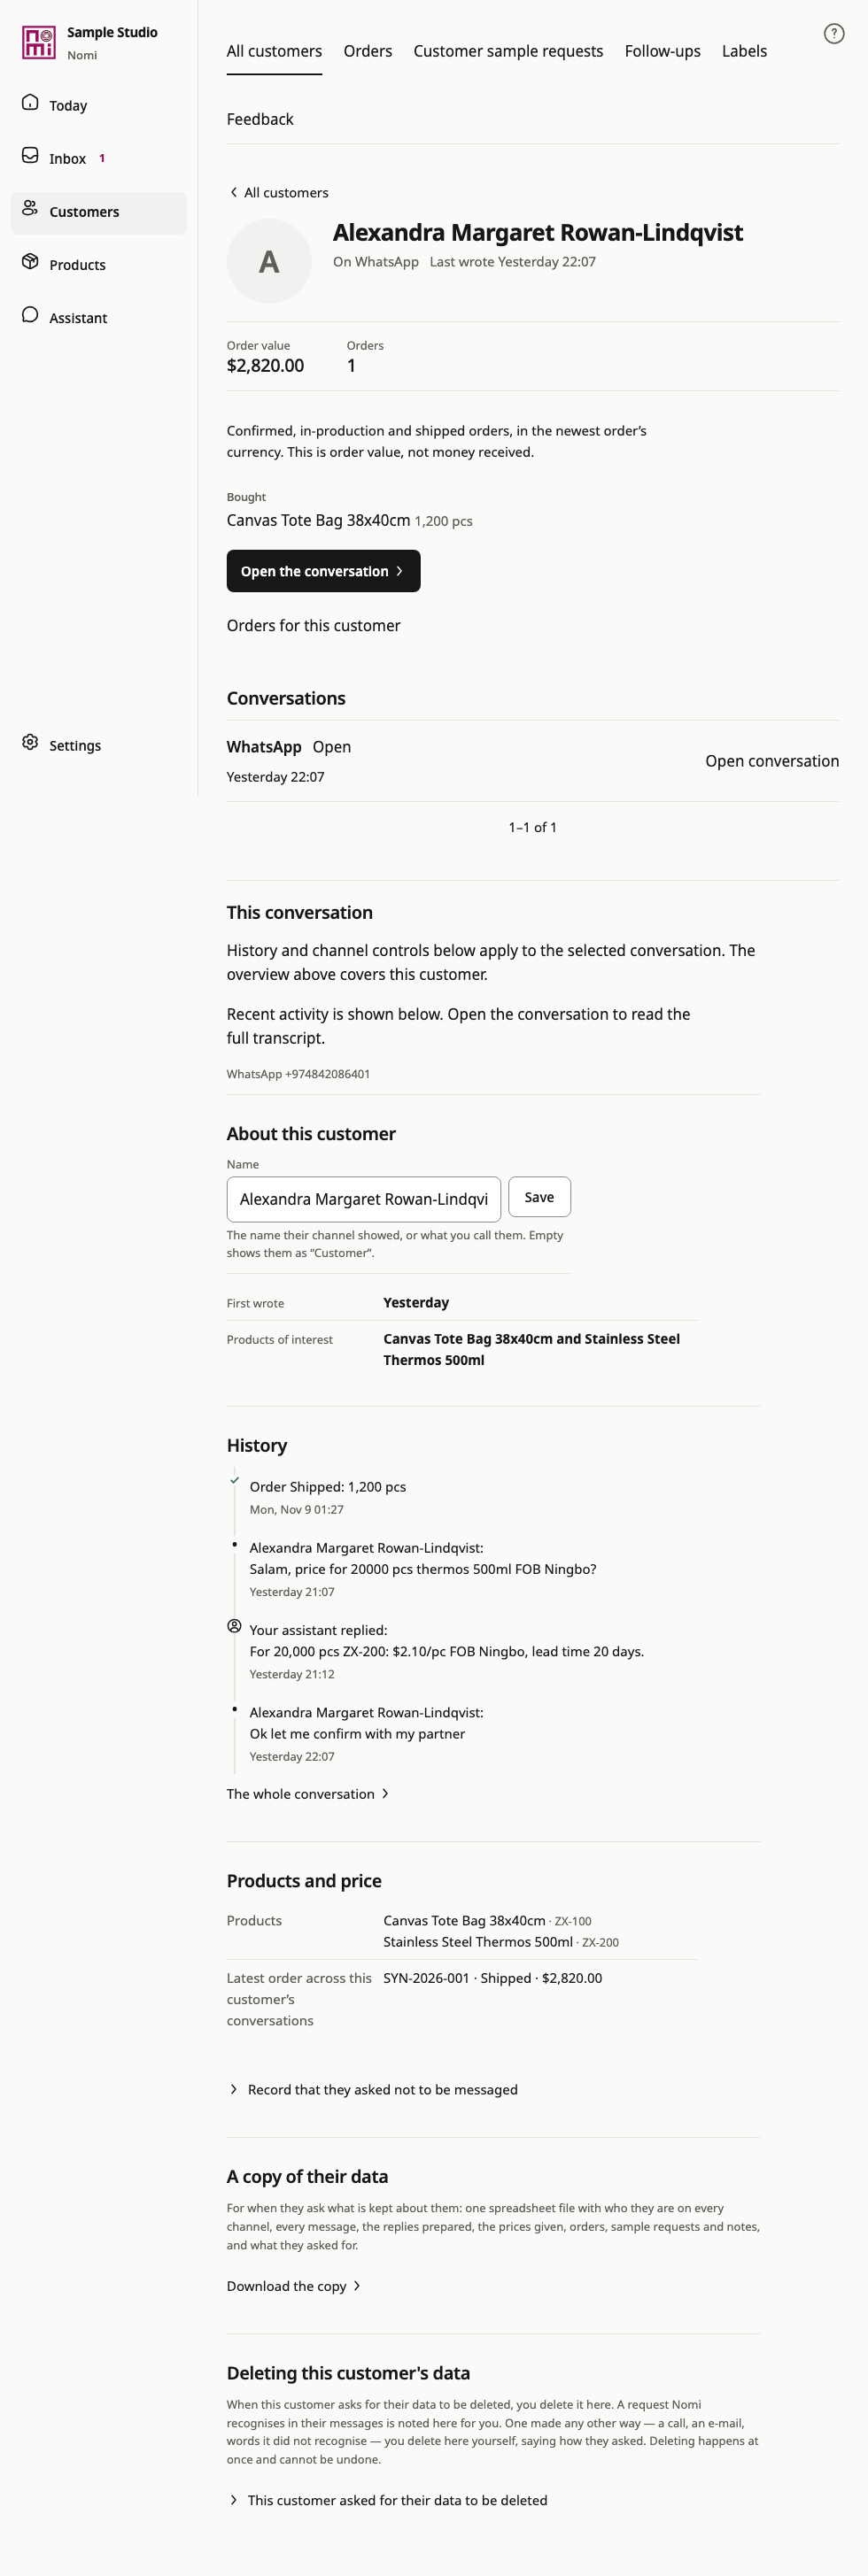 Sample Studio
Nomi
Today
Inbox 1
Customers
Products
Assistant
Settings
All customers Orders Customer sample requests Follow-ups Labels
Feedback
All customers
A
Alexandra Margaret Rowan-Lindqvist
On WhatsApp Last wrote Yesterday 22:07
Order value Orders
$2,820.00 1
Confirmed, in-production and shipped orders, in the newest order’s
currency. This is order value, not money received.
Bought
Canvas Tote Bag 38x40cm 1,200 pcs
Open the conversation
Orders for this customer
Conversations
WhatsApp Open
Yesterday 22:07
Open conversation
1–1 of 1
This conversation
History and channel controls below apply to the selected conversation. The
overview above covers this customer.
Recent activity is shown below. Open the conversation to read the
full transcript.
WhatsApp +974842086401
About this customer
Name
Alexandra Margaret Rowan-Lindqvi
Save
The name their channel showed, or what you call them. Empty
shows them as “Customer”.
First wrote Yesterday
Products of interest Canvas Tote Bag 38x40cm and Stainless Steel
Thermos 500ml
History
Order Shipped: 1,200 pcs
Mon, Nov 9 01:27
Alexandra Margaret Rowan-Lindqvist:
Salam, price for 20000 pcs thermos 500ml FOB Ningbo?
Yesterday 21:07
Your assistant replied:
For 20,000 pcs ZX-200: $2.10/pc FOB Ningbo, lead time 20 days.
Yesterday 21:12
Alexandra Margaret Rowan-Lindqvist:
Ok let me confirm with my partner
Yesterday 22:07
The whole conversation
Products and price
Products Canvas Tote Bag 38x40cm · ZX-100
Stainless Steel Thermos 500ml · ZX-200
Latest order across this SYN-2026-001 · Shipped · $2,820.00
customer’s
conversations
Record that they asked not to be messaged
A copy of their data
For when they ask what is kept about them: one spreadsheet file with who they are on every
channel, every message, the replies prepared, the prices given, orders, sample requests and notes,
and what they asked for.
Download the copy
Deleting this customer's data
When this customer asks for their data to be deleted, you delete it here. A request Nomi
recognises in their messages is noted here for you. One made any other way — a call, an e-mail,
words it did not recognise — you delete here yourself, saying how they asked. Deleting happens at
once and cannot be undone.
This customer asked for their data to be deleted